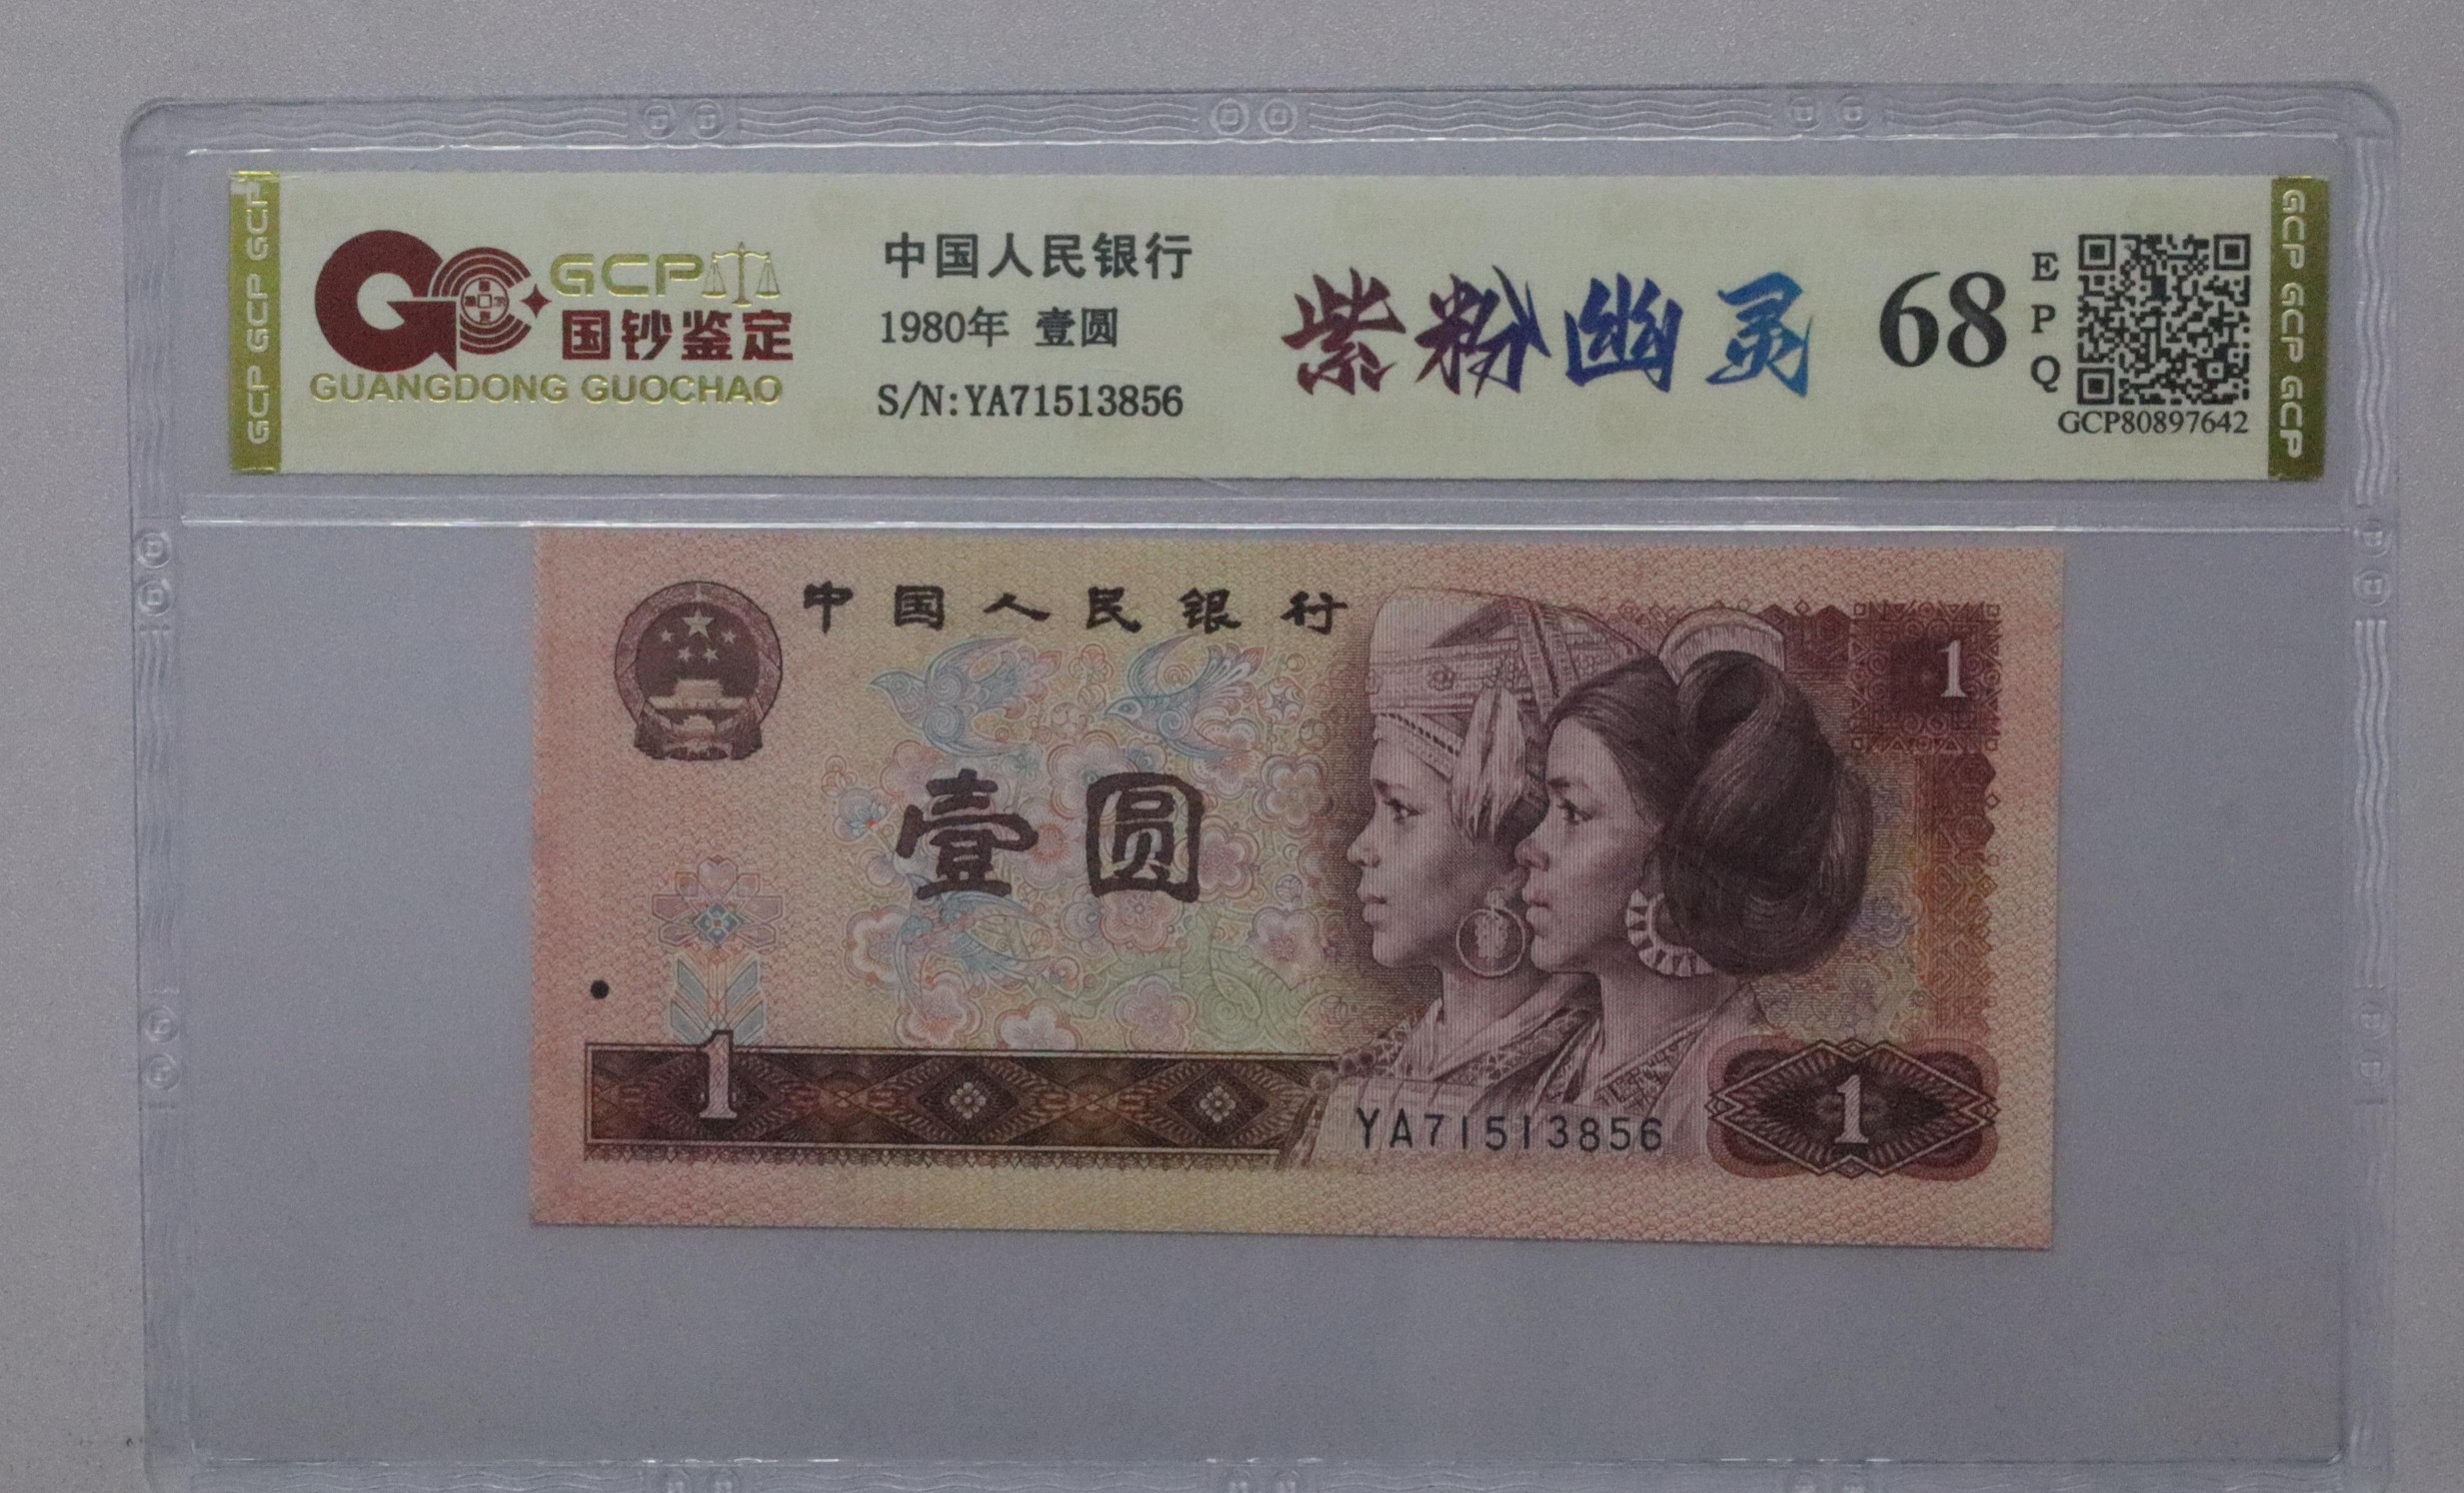 GCP GCP GCP
GCP
国钞鉴定
GUANGDONG GUOCHAO
中国人民银行
1980年 壹圆
S/N:YA71513856
紫粉幽灵
68
E
P
Q
GCP80897642
GCP GCP GCP
中国人民银行
1
壹圆
1
YA71513856
1